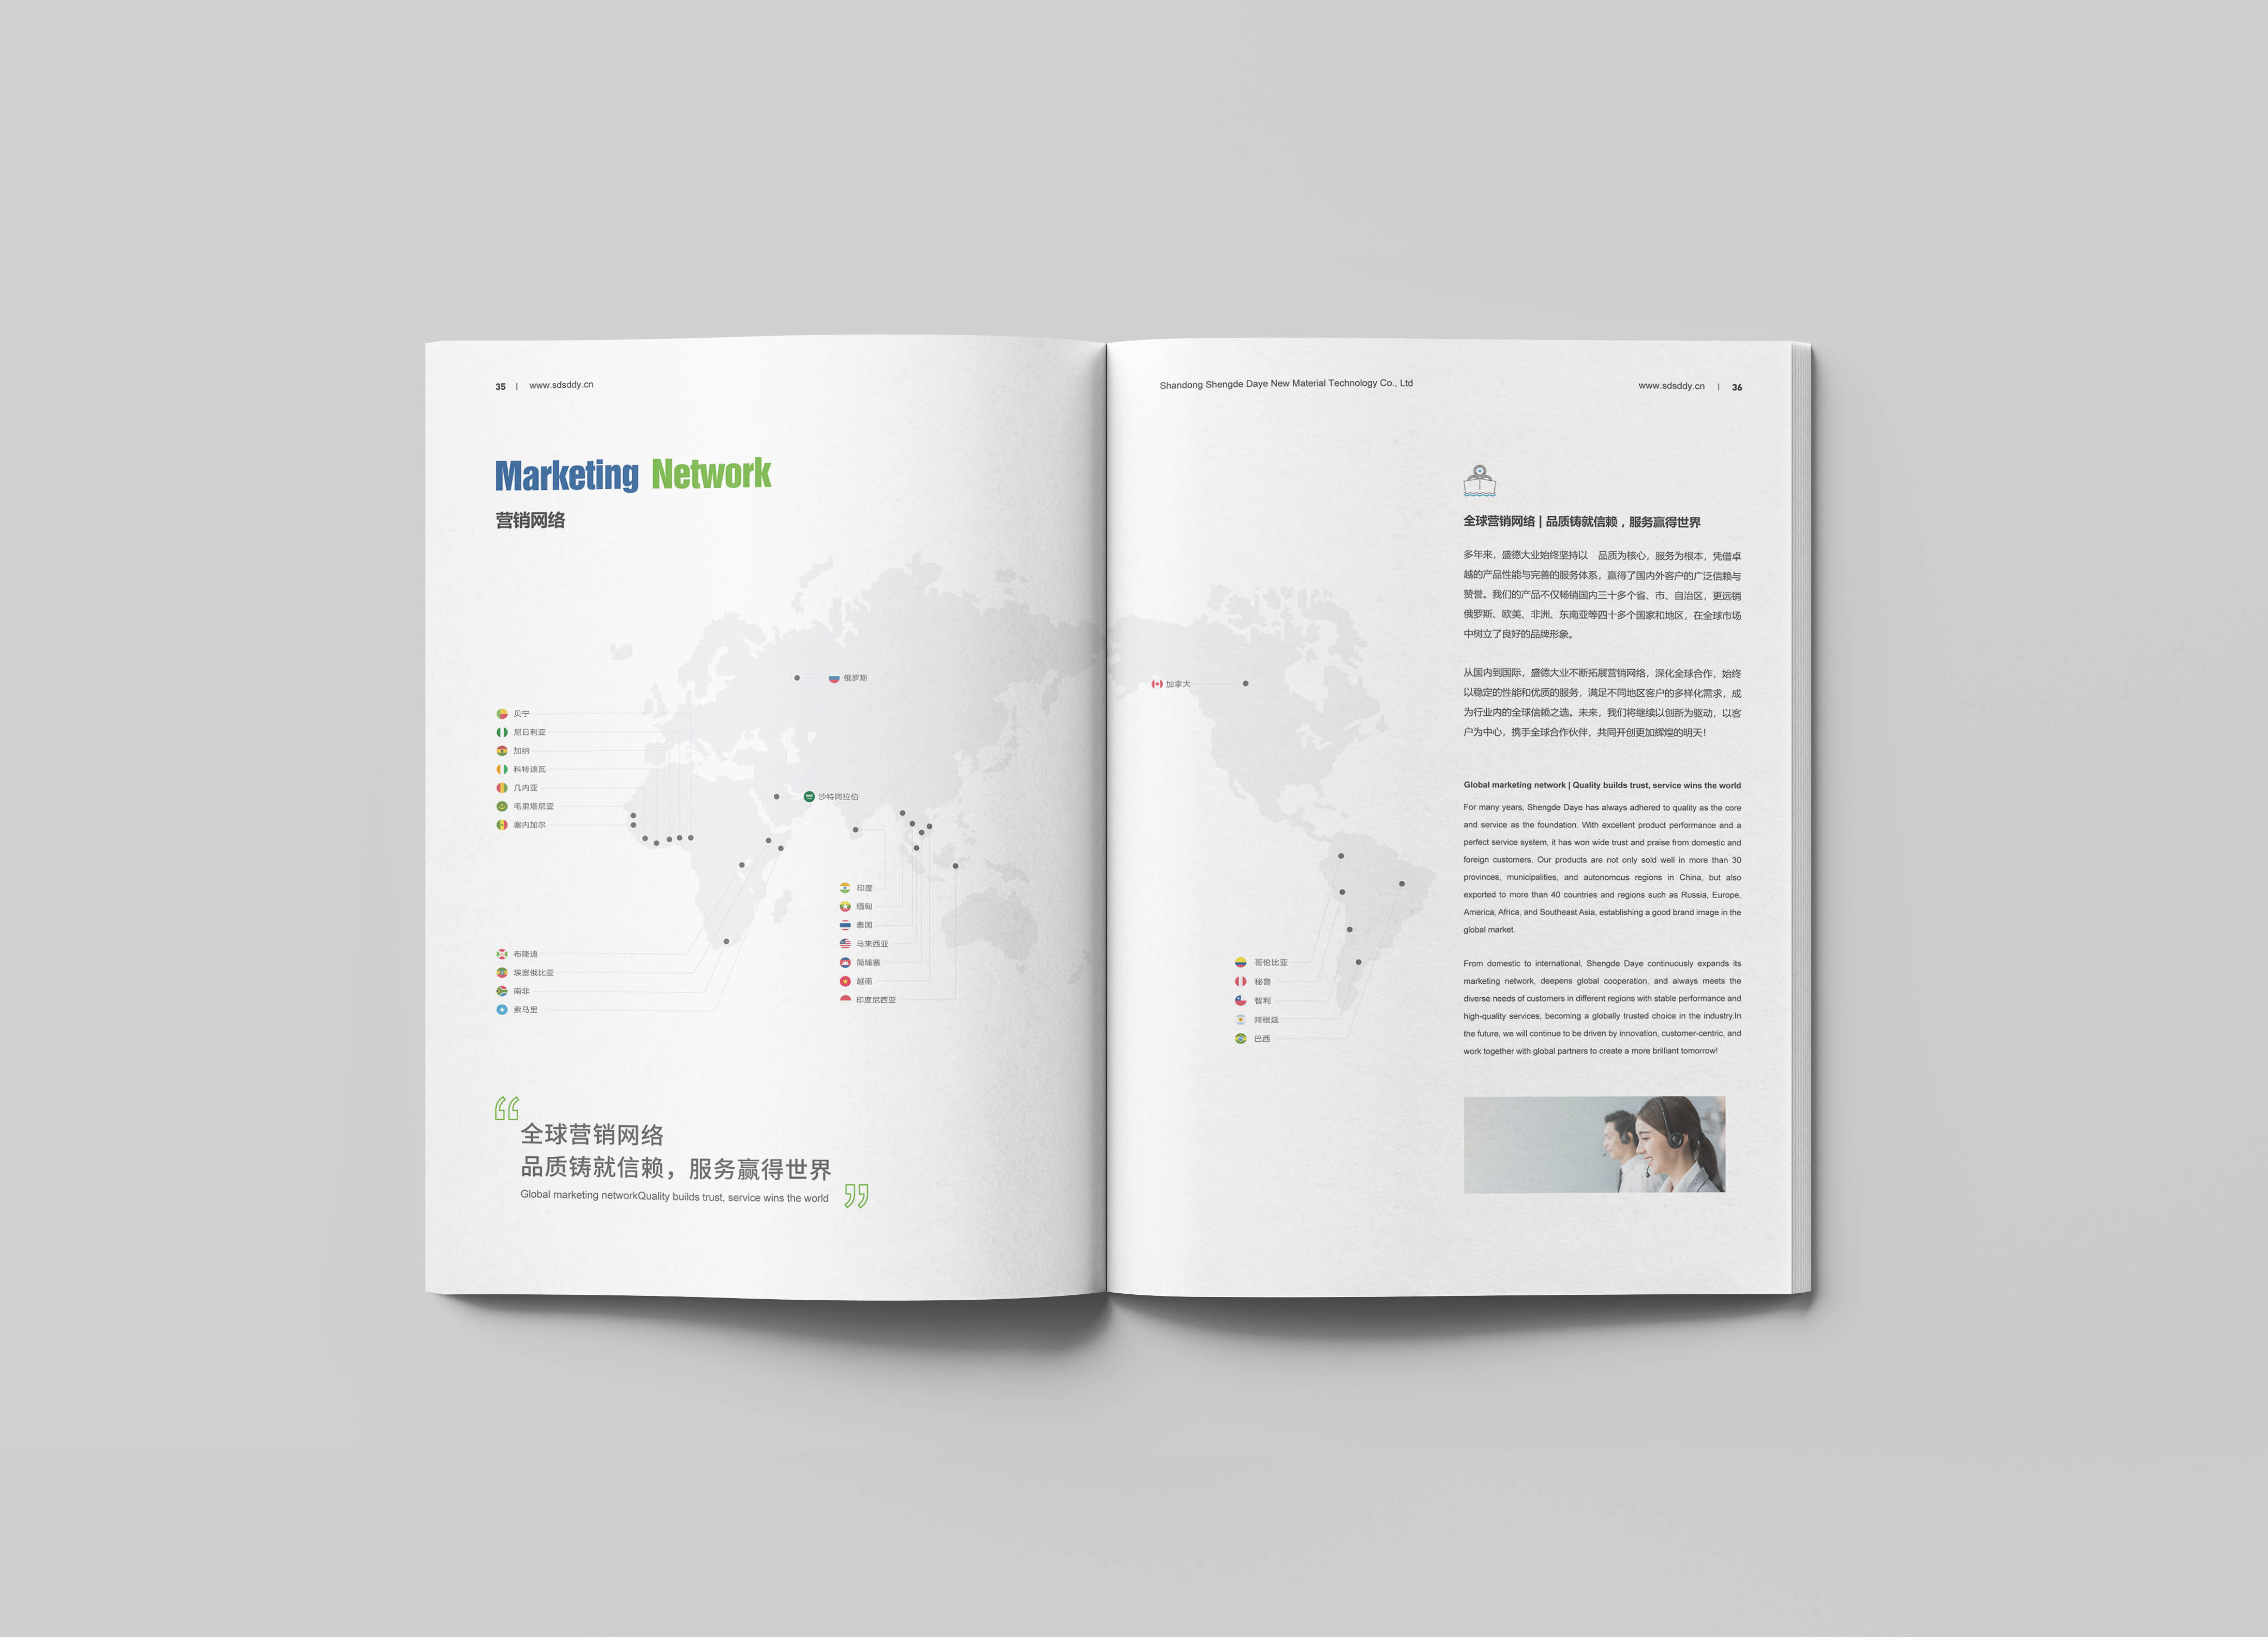 35 | www.sdsddy.cn
Marketing Network
营销网络
俄罗斯
贝宁
尼日利亚
加纳
科特迪瓦
几内亚
毛里塔尼亚
塞内加尔
沙特阿拉伯
印度
缅甸
泰国
马来西亚
简埔寨
越南
印度尼西亚
布隆迪
埃塞俄比亚
南非
索马里
“
全球营销网络
品质铸就信赖，服务赢得世界
Global marketing networkQuality builds trust, service wins the world
”
Shandong Shengde Daye New Material Technology Co., Ltd
www.sdsddy.cn | 36
加拿大
哥伦比亚
秘鲁
智利
阿根廷
巴西
全球营销网络 | 品质铸就信赖，服务赢得世界
多年来，盛德大业始终坚持以 品质为核心，服务为根本，凭借卓
越的产品性能与完善的服务体系，赢得了国内外客户的广泛信赖与
赞誉。我们的产品不仅畅销国内三十多个省、市、自治区，更远销
俄罗斯、欧美、非洲、东南亚等四十多个国家和地区，在全球市场
中树立了良好的品牌形象。
从国内到国际，盛德大业不断拓展营销网络，深化全球合作，始终
以稳定的性能和优质的服务，满足不同地区客户的多样化需求，成
为行业内的全球信赖之选。未来，我们将继续以创新为驱动，以客
户为中心，携手全球合作伙伴，共同开创更加辉煌的明天！
Global marketing network | Quality builds trust, service wins the world
For many years, Shengde Daye has always adhered to quality as the core
and service as the foundation. With excellent product performance and a
perfect service system, it has won wide trust and praise from domestic and
foreign customers. Our products are not only sold well in more than 30
provinces, municipalities, and autonomous regions in China, but also
exported to more than 40 countries and regions such as Russia, Europe,
America, Africa, and Southeast Asia, establishing a good brand image in the
global market.
From domestic to international, Shengde Daye continuously expands its
marketing network, deepens global cooperation, and always meets the
diverse needs of customers in different regions with stable performance and
high-quality services, becoming a globally trusted choice in the industry.In
the future, we will continue to be driven by innovation, customer-centric, and
work together with global partners to create a more brilliant tomorrow!